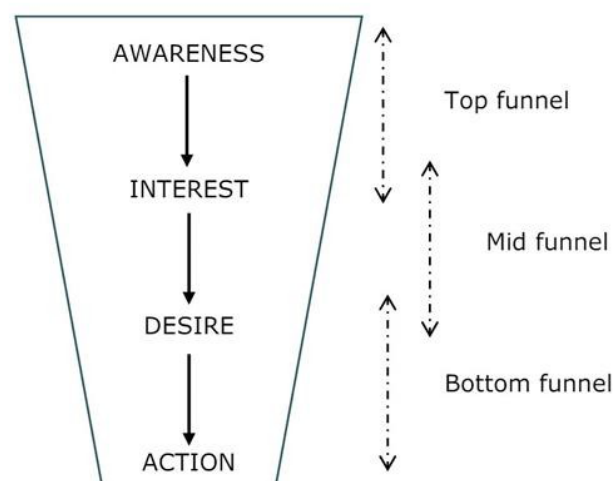 AWARENESS
Top funnel
INTEREST
Mid funnel
DESIRE
Bottom funnel
ACTION